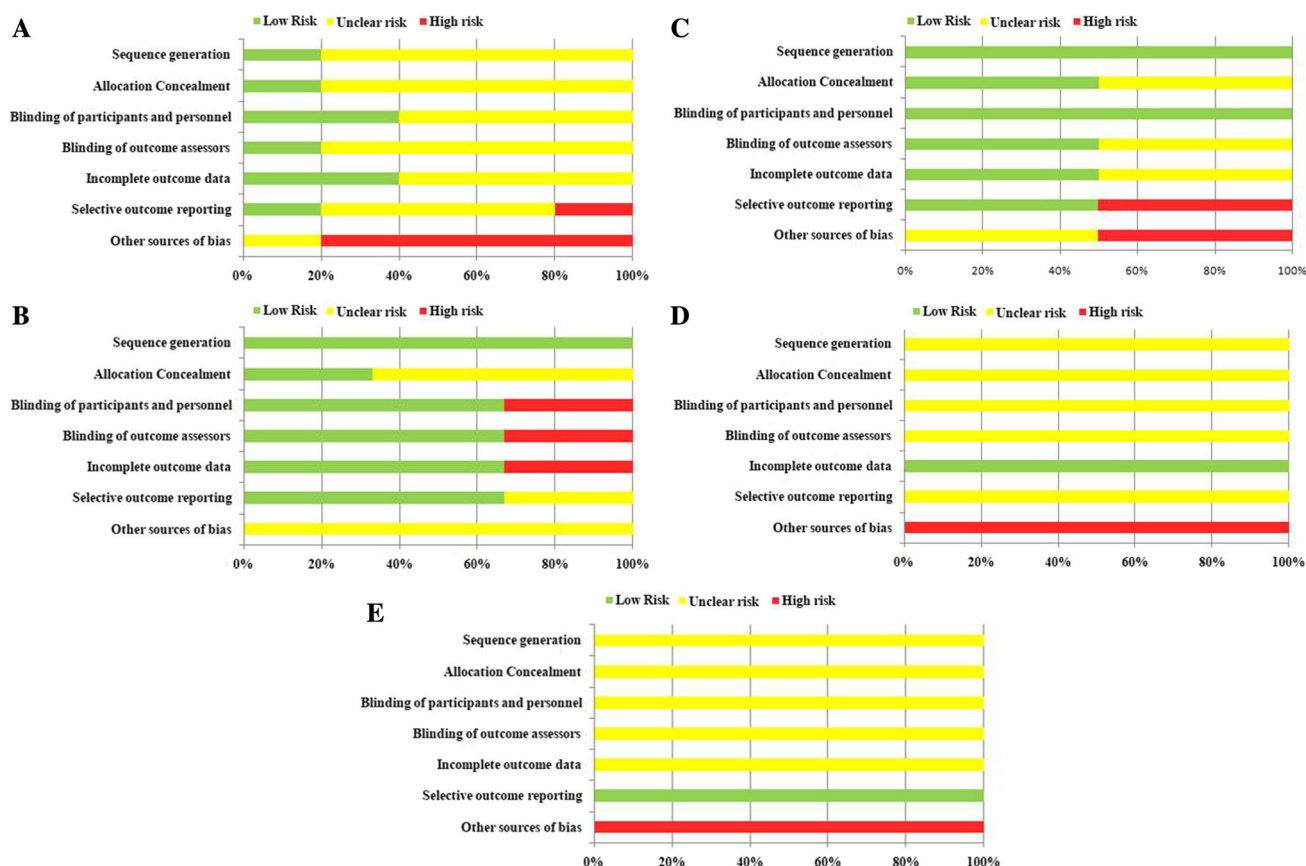 A
Low Risk Unclear risk High risk
Sequence generation
Allocation Concealment
Blinding of participants and personnel
Blinding of outcome assessors
Incomplete outcome data
Selective outcome reporting
Other sources of bias
0% 20% 40% 60% 80% 100%
C
Low Risk Unclear risk High risk
Sequence generation
Allocation Concealment
Blinding of participants and personnel
Blinding of outcome assessors
Incomplete outcome data
Selective outcome reporting
Other sources of bias
0% 20% 40% 60% 80% 100%
B
Low Risk Unclear risk High risk
Sequence generation
Allocation Concealment
Blinding of participants and personnel
Blinding of outcome assessors
Incomplete outcome data
Selective outcome reporting
Other sources of bias
0% 20% 40% 60% 80% 100%
D
Low Risk Unclear risk High risk
Sequence generation
Allocation Concealment
Blinding of participants and personnel
Blinding of outcome assessors
Incomplete outcome data
Selective outcome reporting
Other sources of bias
0% 20% 40% 60% 80% 100%
E
Low Risk Unclear risk High risk
Sequence generation
Allocation Concealment
Blinding of participants and personnel
Blinding of outcome assessors
Incomplete outcome data
Selective outcome reporting
Other sources of bias
0% 20% 40% 60% 80% 100%